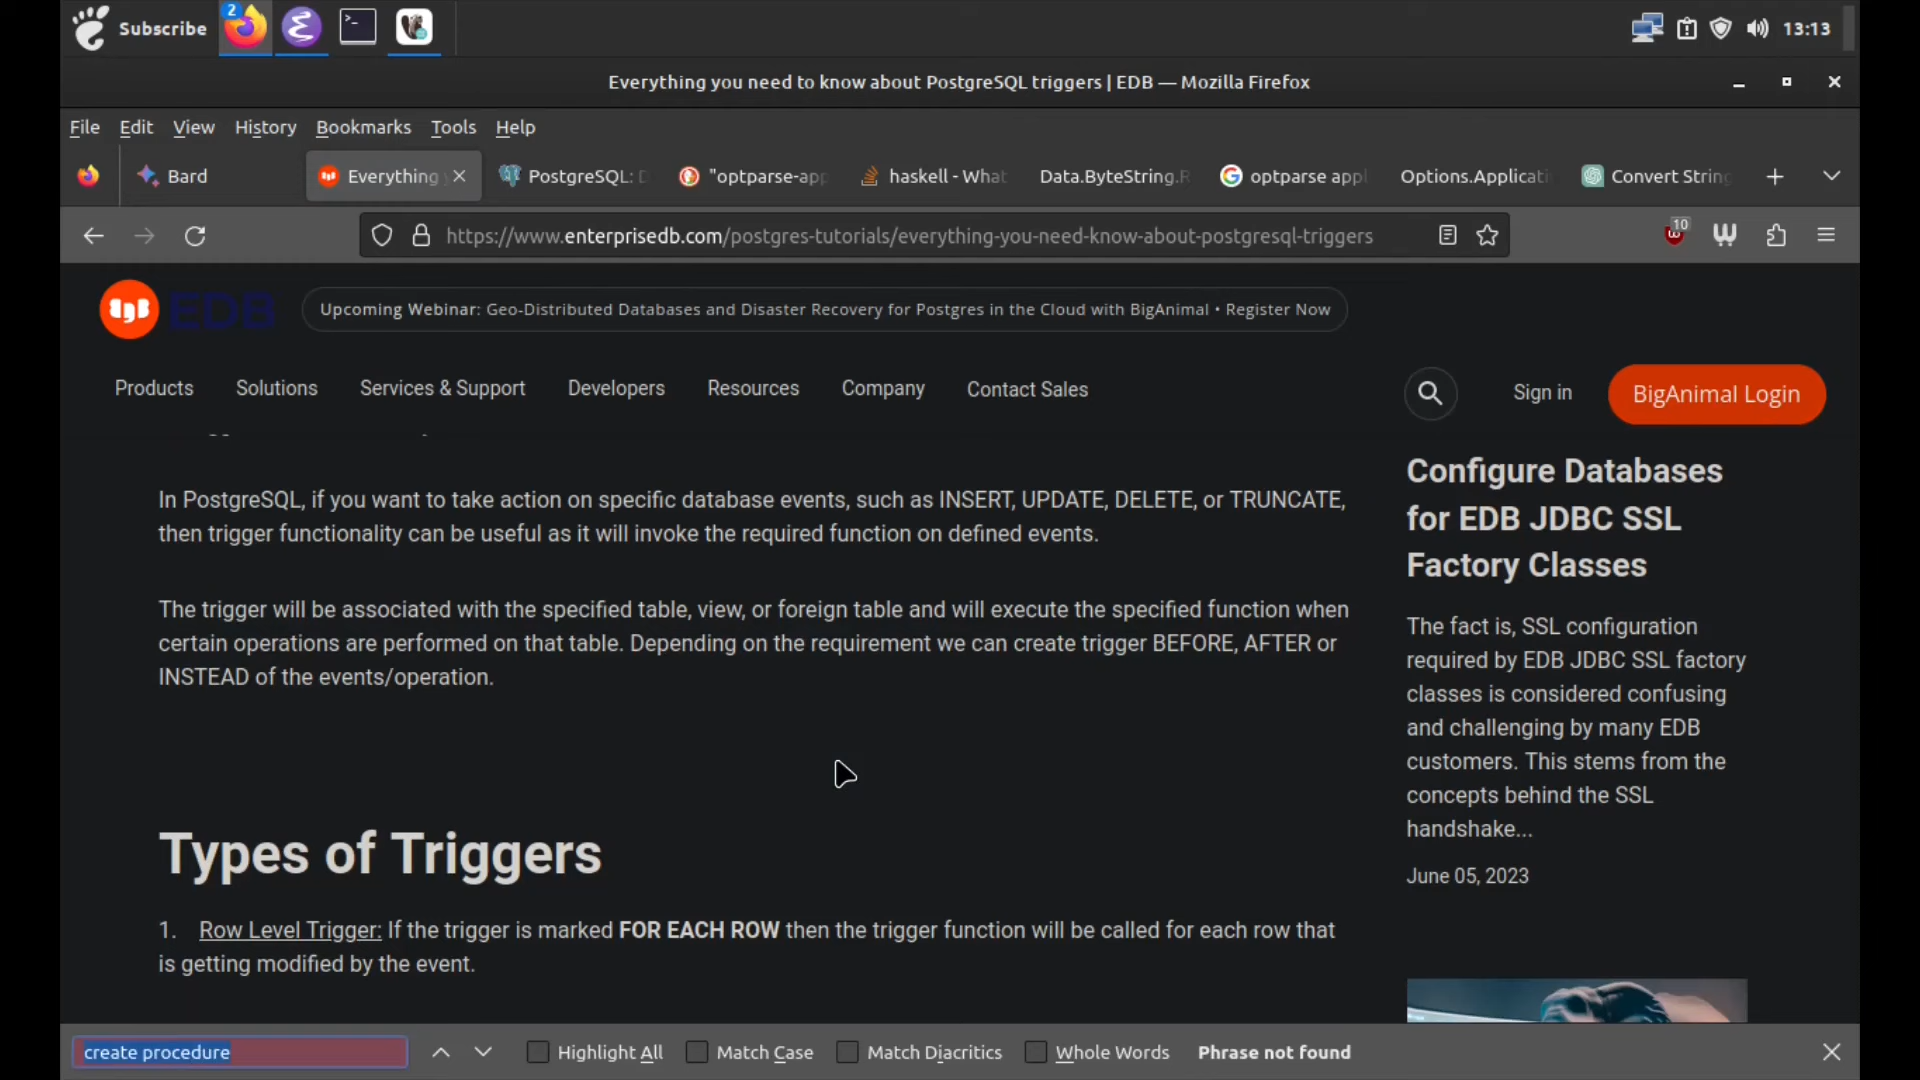 Subscribe
2
13:13
Everything you need to know about PostgreSQL triggers | EDB — Mozilla Firefox
File Edit View History Bookmarks Tools Help
Bard
Everything
PostgreSQL: D
"optparse-app
haskell - What
Data.ByteString.R
optparse appl
Options.Applicati
Convert String
https://www.enterprisedb.com/postgres-tutorials/everything-you-need-know-about-postgresql-triggers
10
EDB
Upcoming Webinar: Geo-Distributed Databases and Disaster Recovery for Postgres in the Cloud with BigAnimal • Register Now
Products Solutions Services & Support Developers Resources Company Contact Sales
Sign in
BigAnimal Login
In PostgreSQL, if you want to take action on specific database events, such as INSERT, UPDATE, DELETE, or TRUNCATE,
then trigger functionality can be useful as it will invoke the required function on defined events.
The trigger will be associated with the specified table, view, or foreign table and will execute the specified function when
certain operations are performed on that table. Depending on the requirement we can create trigger BEFORE, AFTER or
INSTEAD of the events/operation.
Types of Triggers
1. Row Level Trigger: If the trigger is marked FOR EACH ROW then the trigger function will be called for each row that
is getting modified by the event.
Configure Databases
for EDB JDBC SSL
Factory Classes
The fact is, SSL configuration
required by EDB JDBC SSL factory
classes is considered confusing
and challenging by many EDB
customers. This stems from the
concepts behind the SSL
handshake...
June 05, 2023
create procedure
Highlight All
Match Case
Match Diacritics
Whole Words
Phrase not found